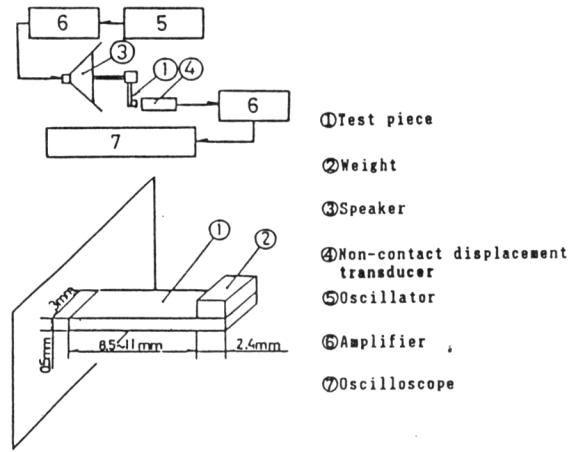 6
5
③
①
④
6
7
①Test piece
②Weight
③Speaker
④Non-contact displacement
transducer
⑤Oscillator
⑥Amplifier
⑦Oscilloscope
①
②
3mm
0.5mm
8.5~11mm
2.4mm